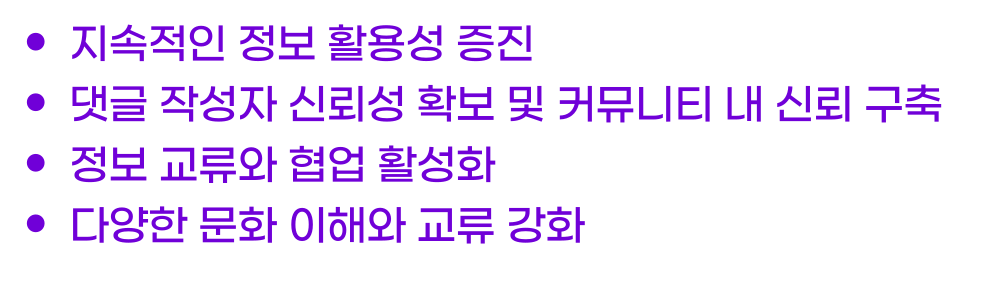 • 지속적인 정보 활용성 증진
• 댓글 작성자 신뢰성 확보 및 커뮤니티 내 신뢰 구축
• 정보 교류와 협업 활성화
• 다양한 문화 이해와 교류 강화